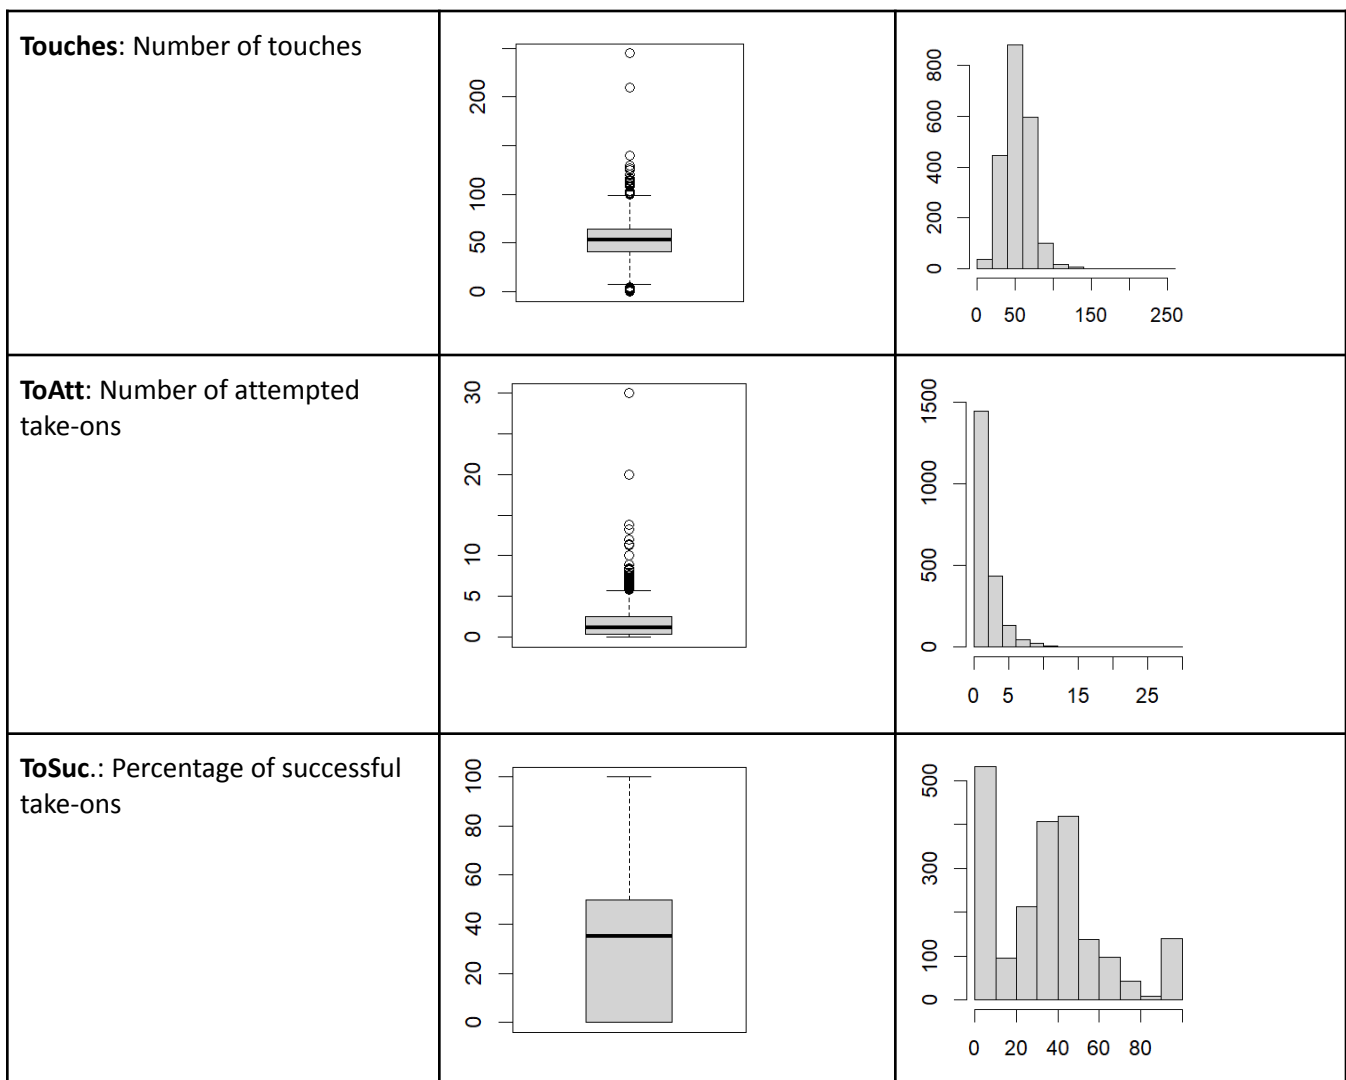 Touches: Number of touches
0 50 100 200
0 200 400 600 800
0 50 150 250
ToAtt: Number of attempted
take-ons
0 5 10 20 30
0 500 1000 1500
0 5 15 25
ToSuc.: Percentage of successful
take-ons
0 20 40 60 80 100
0 100 300 500
0 20 40 60 80